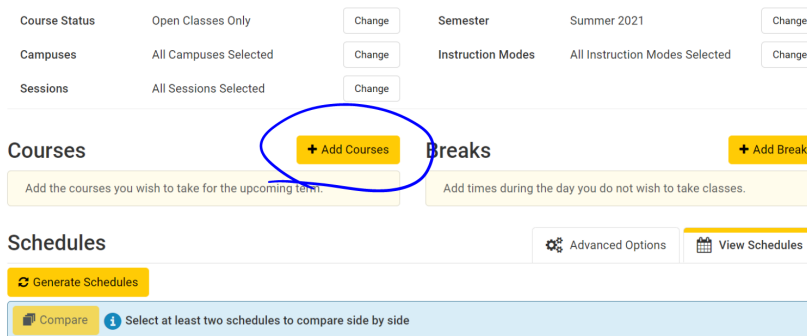 Course Status Open Classes Only Change Semester Summer 2021 Change
Campuses All Campuses Selected Change Instruction Modes All Instruction Modes Selected Change
Sessions All Sessions Selected Change
Courses + Add Courses Breaks + Add Break
Add the courses you wish to take for the upcoming term. Add times during the day you do not wish to take classes.
Schedules Advanced Options View Schedules
Generate Schedules
Compare Select at least two schedules to compare side by side